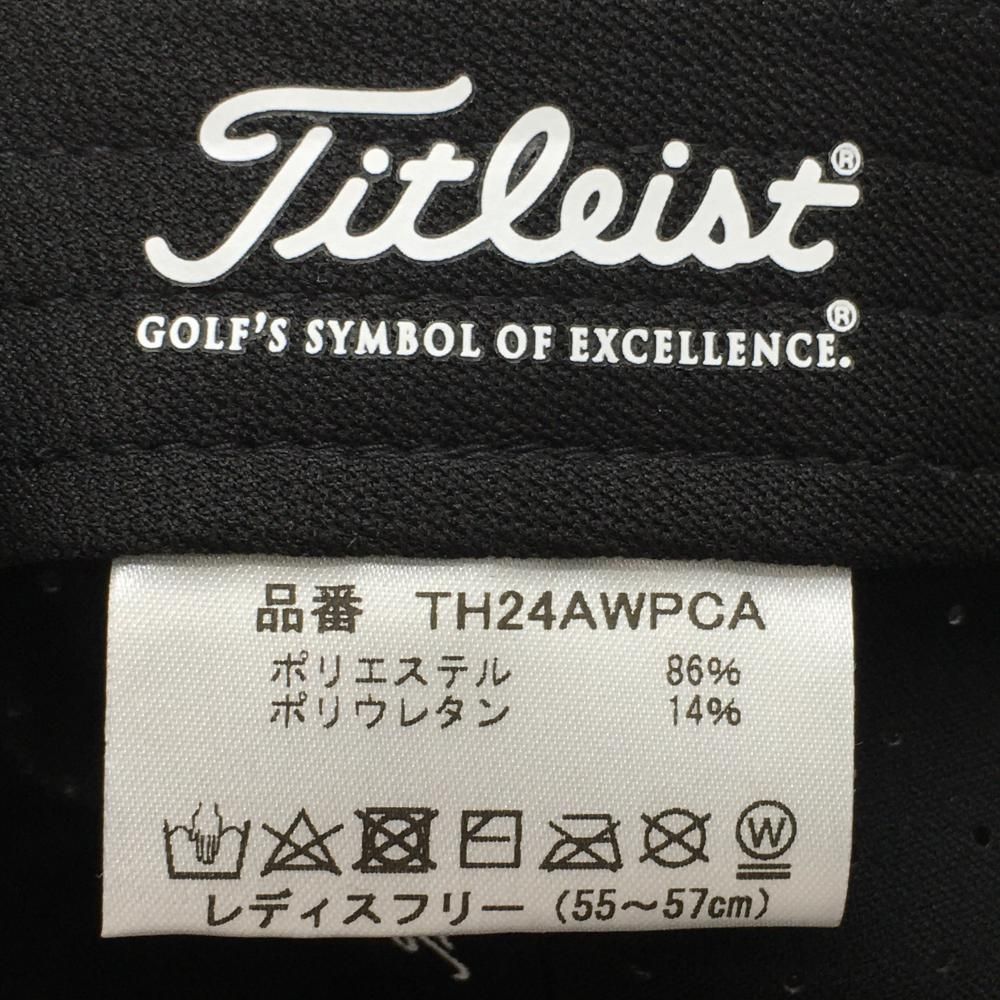 Titleist®
GOLF'S SYMBOL OF EXCELLENCE.®
品番 TH24AWPCA
ポリエステル 86%
ポリウレタン 14%
W
レディスフリー (55～57cm)